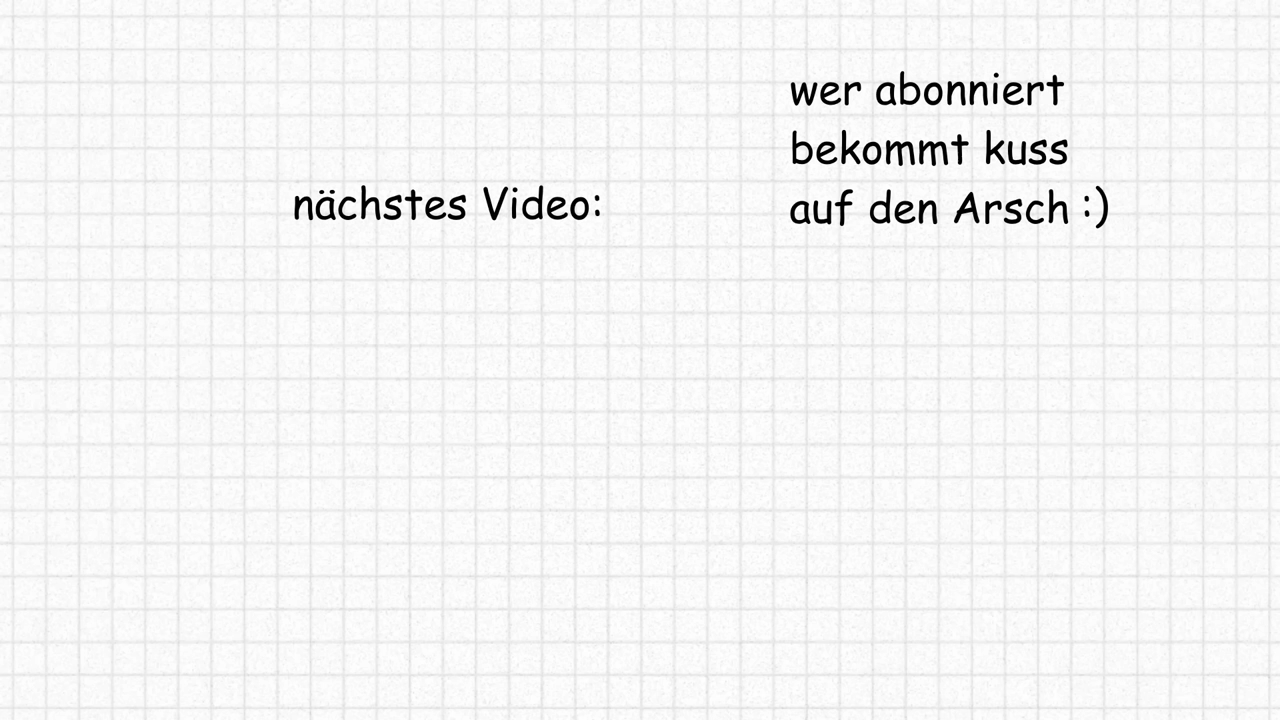 nächstes Video:
wer abonniert
bekommt kuss
auf den Arsch :)